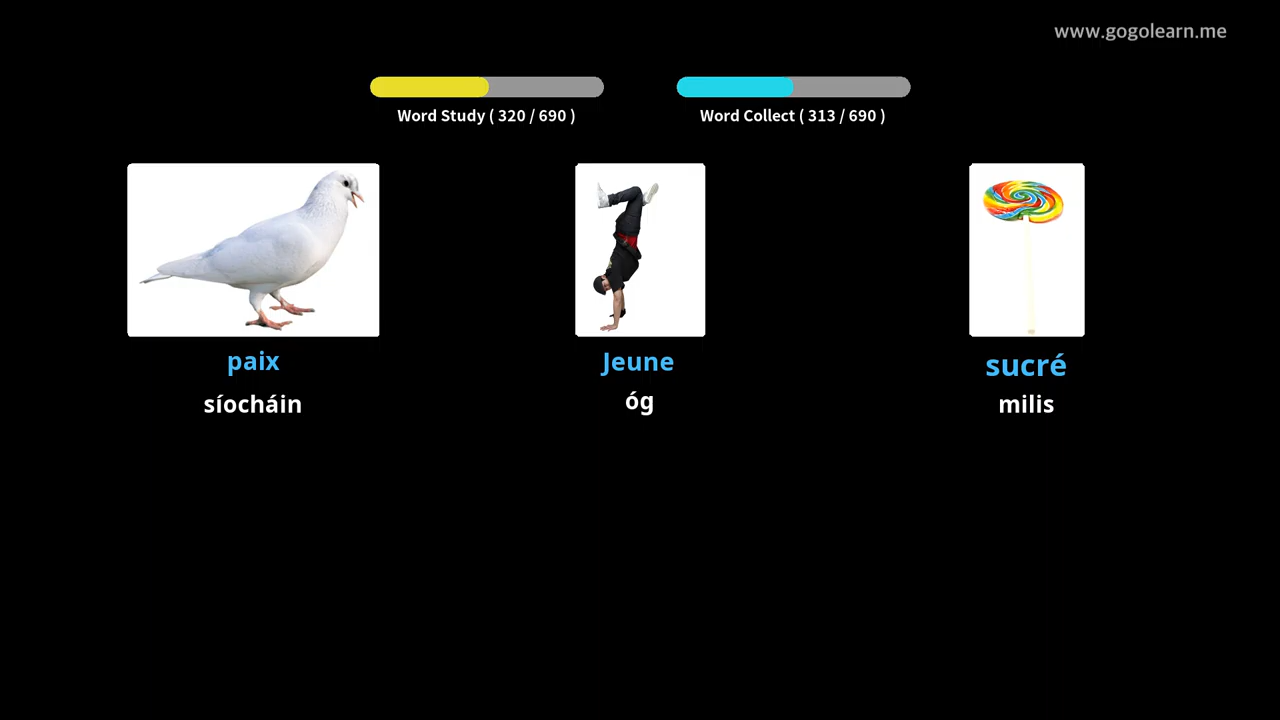 www.gogolearn.me
Word Study ( 320 / 690 )
Word Collect ( 313 / 690 )
paix
Jeune
sucré
síocháin
óg
milis